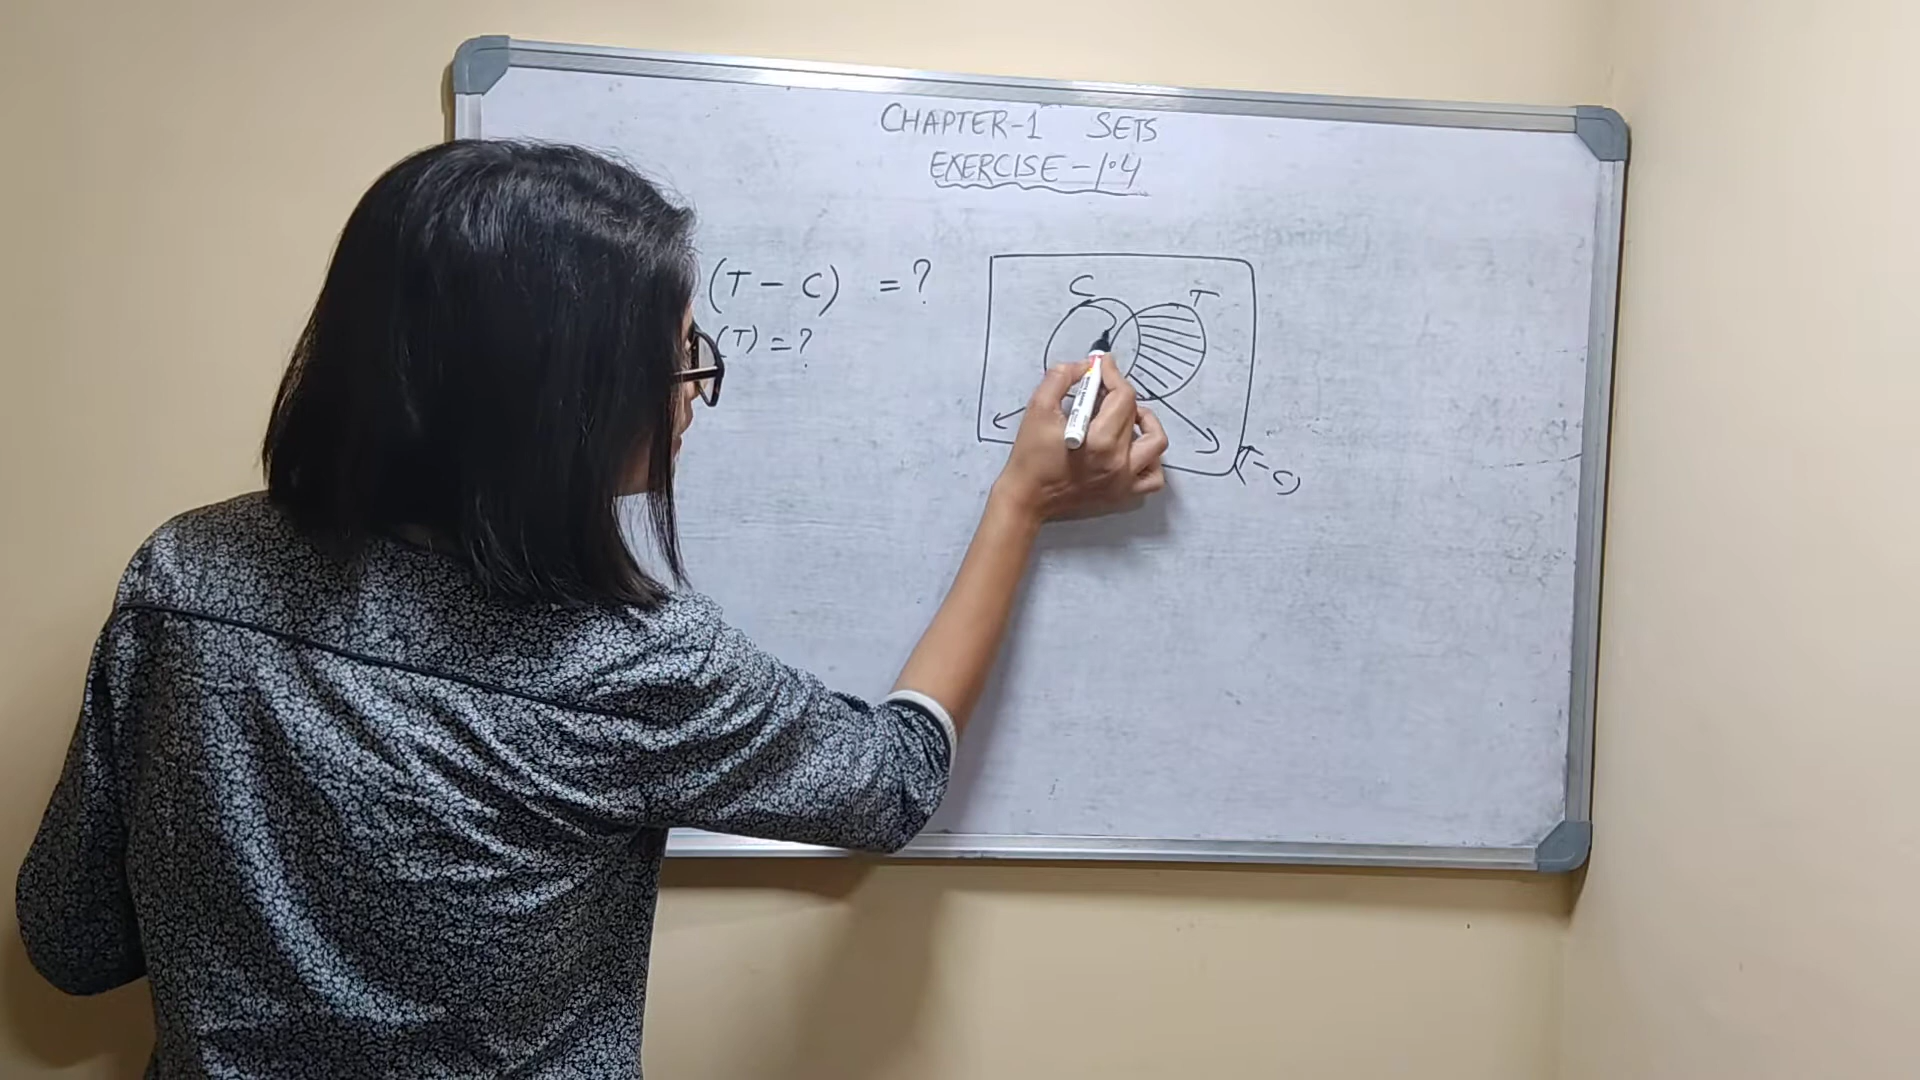 CHAPTER-1 SETS
EXERCISE-1.4
(T - C) = ?
(T) = ?
C
T
(T-C)